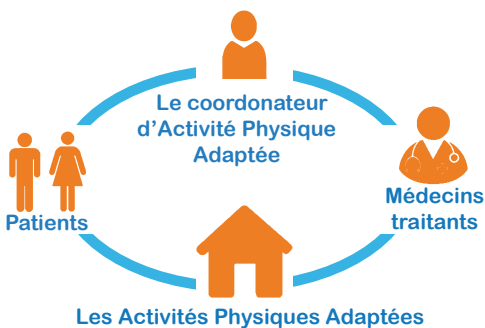 Le coordonateur
d'Activité Physique
Adaptée
Patients
Médecins
traitants
Les Activités Physiques Adaptées